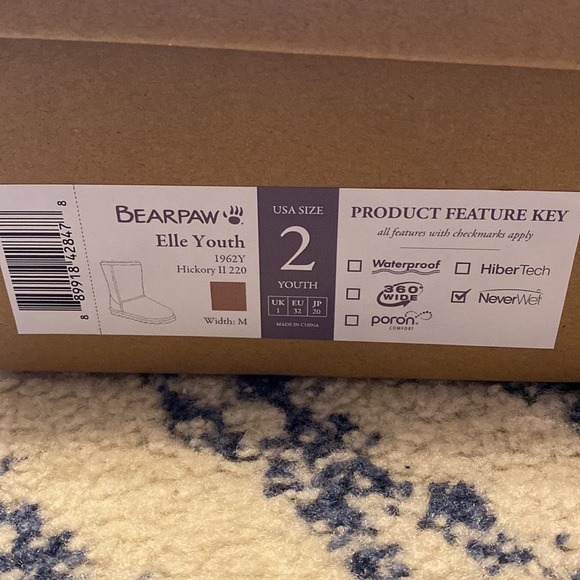 8 89918 42847 8
BEARPAW
Elle Youth
1962Y
Hickory II 220
Width: M
USA SIZE
2
YOUTH
UK EU JP
1 32 20
MADE IN CHINA
PRODUCT FEATURE KEY
all features with checkmarks apply
Waterproof
HiberTech
360°
WIDE
NeverWet
poron
COMFORT